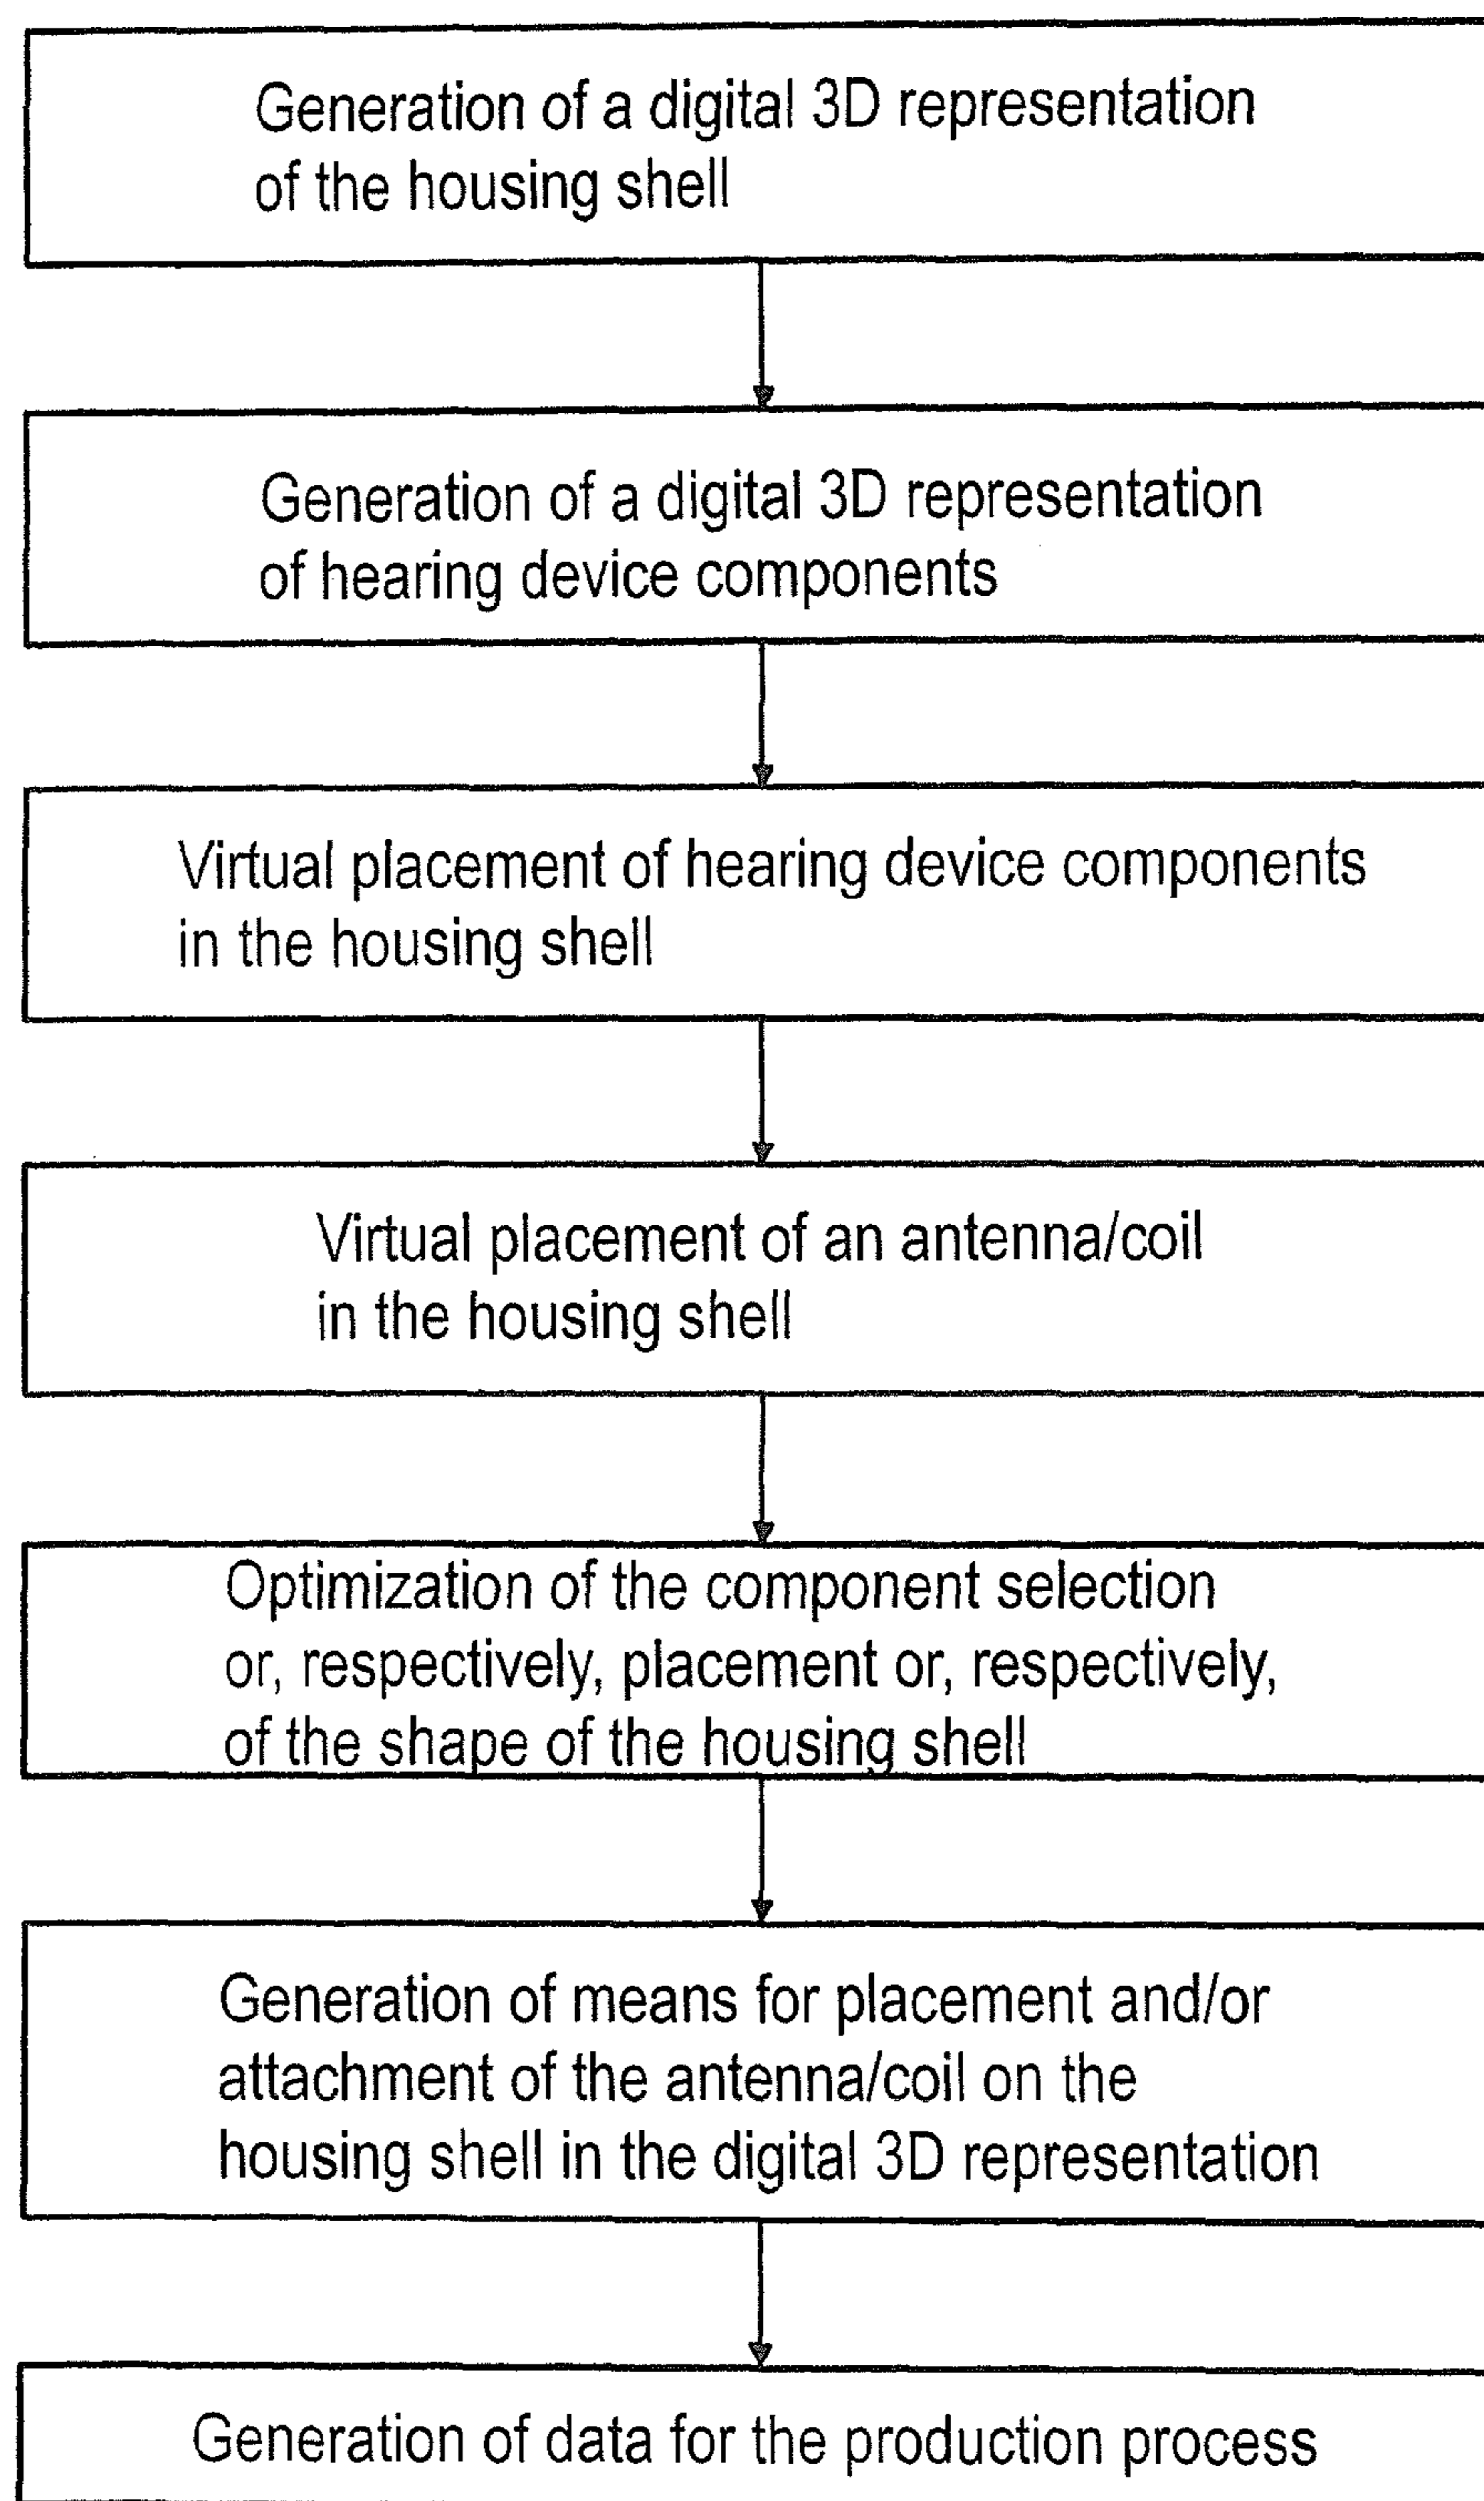 Generation of a digital 3D representation
of the housing shell
Generation of a digital 3D representation
of hearing device components
Virtual placement of hearing device components
in the housing shell
Virtual placement of an antenna/coil
in the housing shell
Optimization of the component selection
or, respectively, placement or, respectively,
of the shape of the housing shell
Generation of means for placement and/or
attachment of the antenna/coil on the
housing shell in the digital 3D representation
Generation of data for the production process